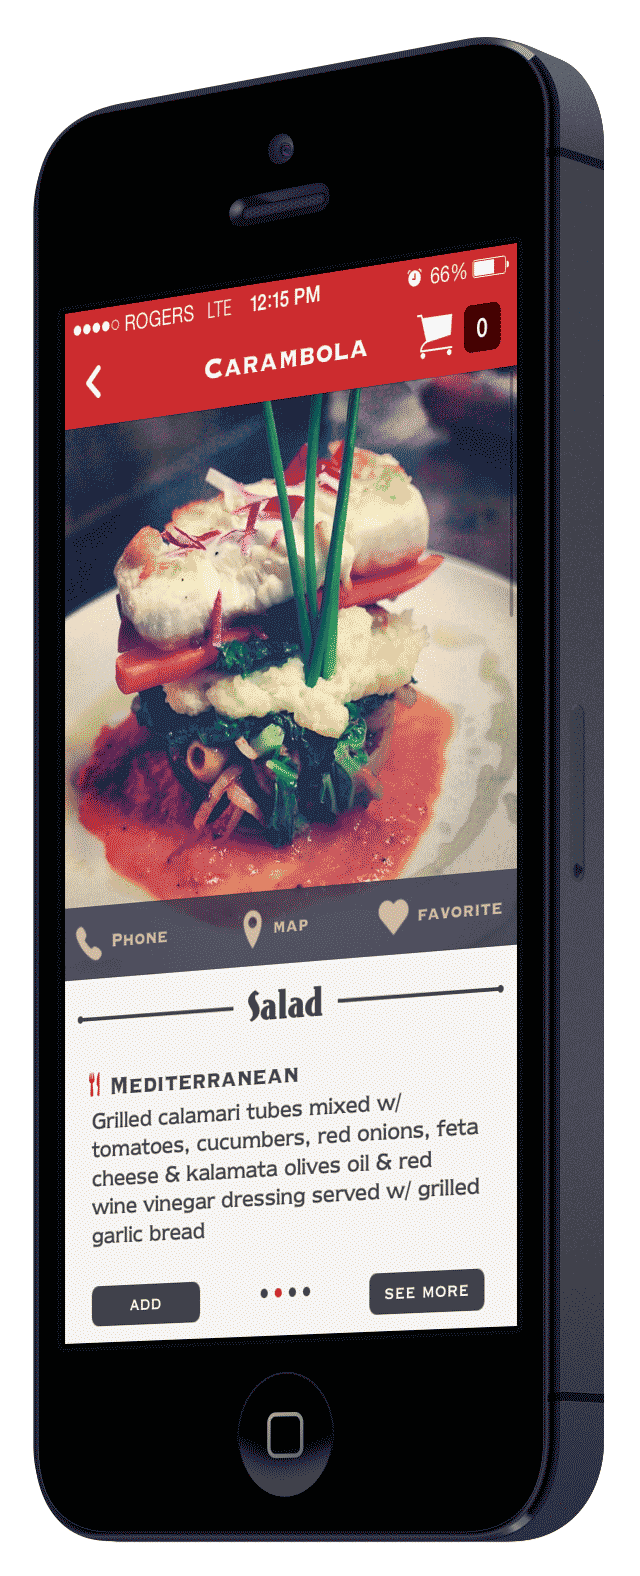 ROGERS LTE 12:15 PM 66%
CARAMBOLA 0
PHONE MAP FAVORITE
Salad
MEDITERRANEAN
Grilled calamari tubes mixed w/
tomatoes, cucumbers, red onions, feta
cheese & kalamata olives oil & red
wine vinegar dressing served w/ grilled
garlic bread
ADD SEE MORE